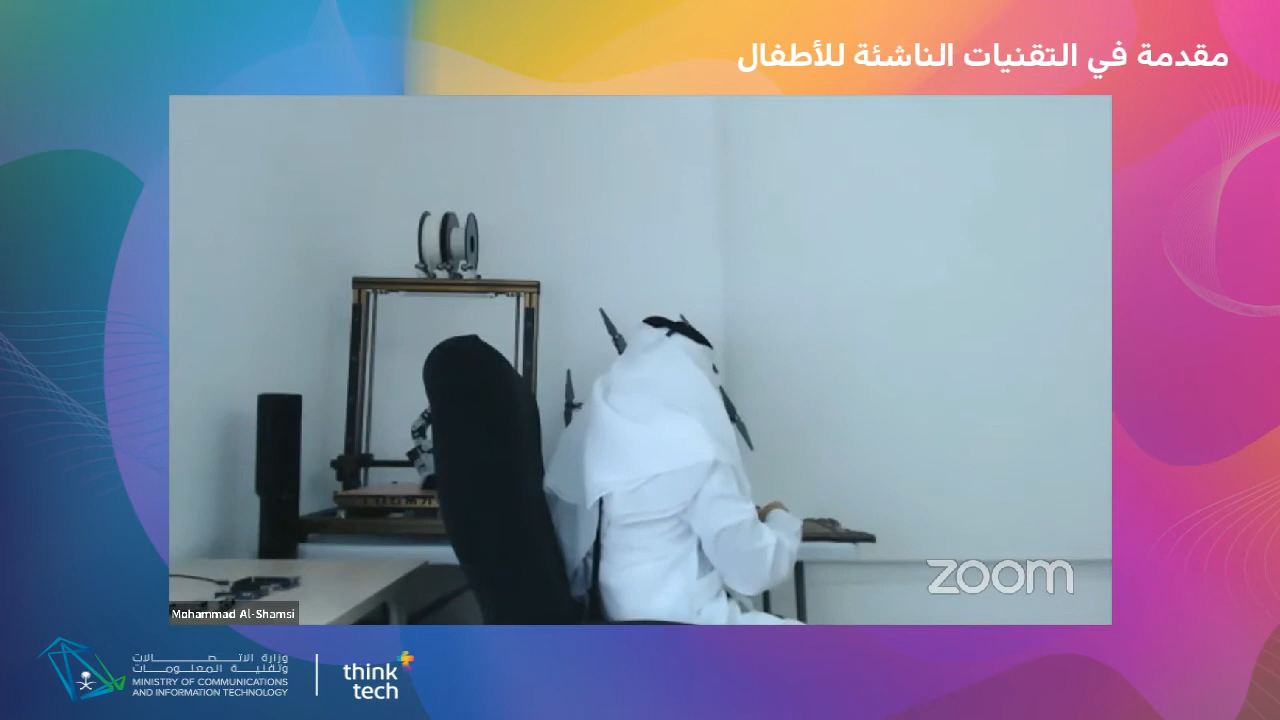 مقدمة في التقنيات الناشئة للأطفال
zoom
Mohammad Al-Shamsi
وزارة الاتصالات
وتقنية المعلومات
MINISTRY OF COMMUNICATIONS
AND INFORMATION TECHNOLOGY
think
tech